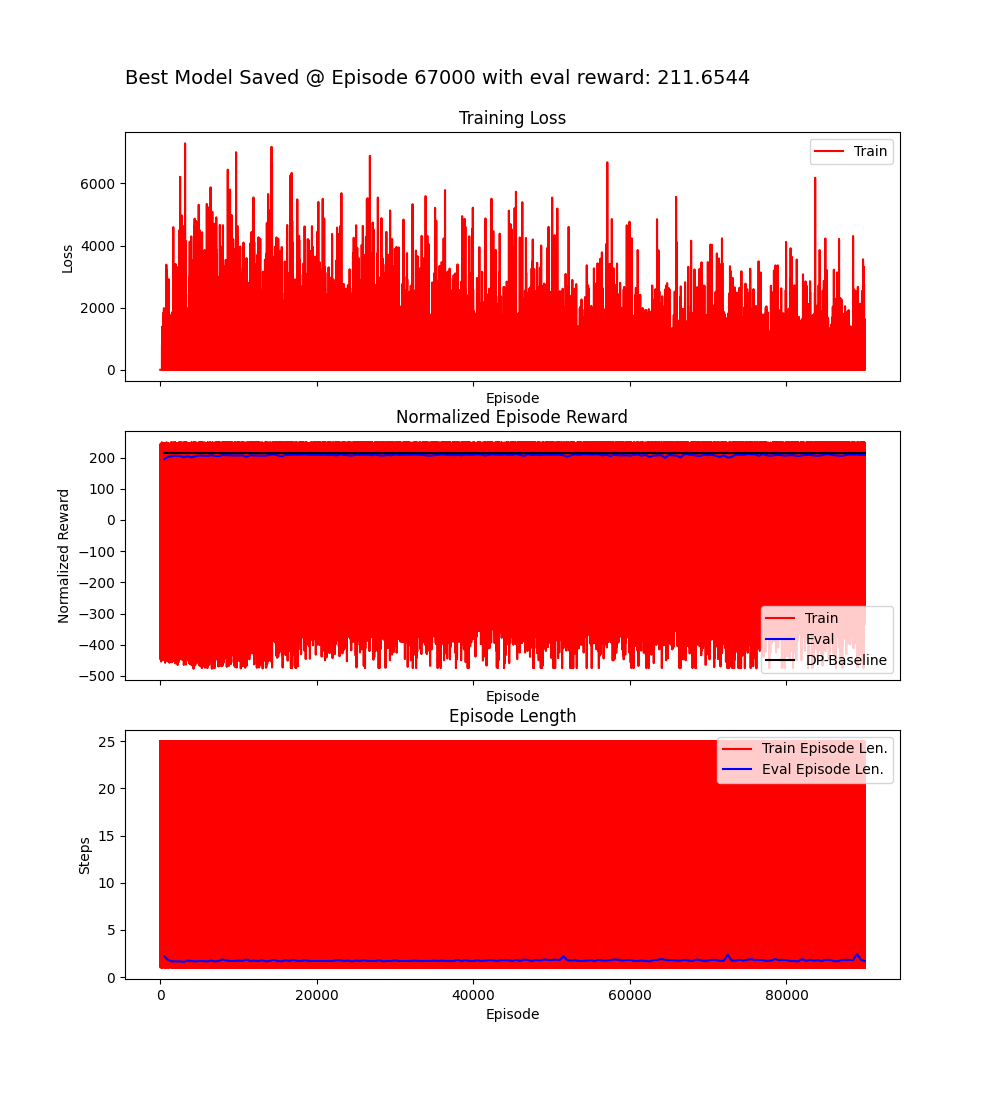 Best Model Saved @ Episode 67000 with eval reward: 211.6544
Training Loss
Train
6000
4000
2000
0
Loss
Episode
Normalized Episode Reward
200
100
0
−100
−200
−300
−400
−500
Normalized Reward
Train
Eval
DP-Baseline
Episode
Episode Length
25
20
15
10
5
0
Steps
Train Episode Len.
Eval Episode Len.
0 20000 40000 60000 80000
Episode